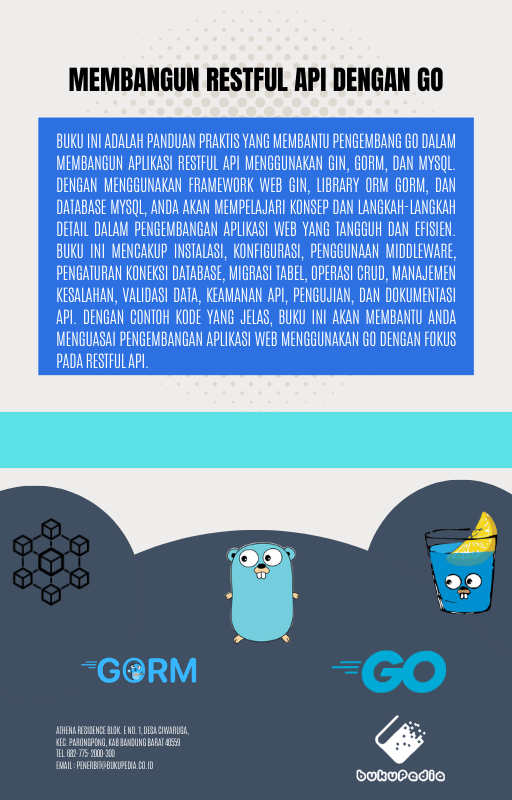 MEMBANGUN RESTFUL API DENGAN GO
BUKU INI ADALAH PANDUAN PRAKTIS YANG MEMBANTU PENGEMBANG GO DALAM
MEMBANGUN APLIKASI RESTFUL API MENGGUNAKAN GIN, GORM, DAN MYSQL.
DENGAN MENGGUNAKAN FRAMEWORK WEB GIN, LIBRARY ORM GORM, DAN
DATABASE MYSQL, ANDA AKAN MEMPELAJARI KONSEP DAN LANGKAH-LANGKAH
DETAIL DALAM PENGEMBANGAN APLIKASI WEB YANG TANGGUH DAN EFISIEN.
BUKU INI MENCAKUP INSTALASI, KONFIGURASI, PENGGUNAAN MIDDLEWARE,
PENGATURAN KONEKSI DATABASE, MIGRASI TABEL, OPERASI CRUD, MANAJEMEN
KESALAHAN, VALIDASI DATA, KEAMANAN API, PENGUJIAN, DAN DOKUMENTASI
API. DENGAN CONTOH KODE YANG JELAS, BUKU INI AKAN MEMBANTU ANDA
MENGUASAI PENGEMBANGAN APLIKASI WEB MENGGUNAKAN GO DENGAN FOKUS
PADA RESTFUL API.
GORM
GO
ATHENA RESIDENCE BLOK. E NO. 1, DESA CIWARUGA,
KEC. PARONGPONG, KAB BANDUNG BARAT 40559
TEL. 682-775-2000-300
EMAIL : PENERBIT@BUKUPEDIA.CO.ID
bukuPedia